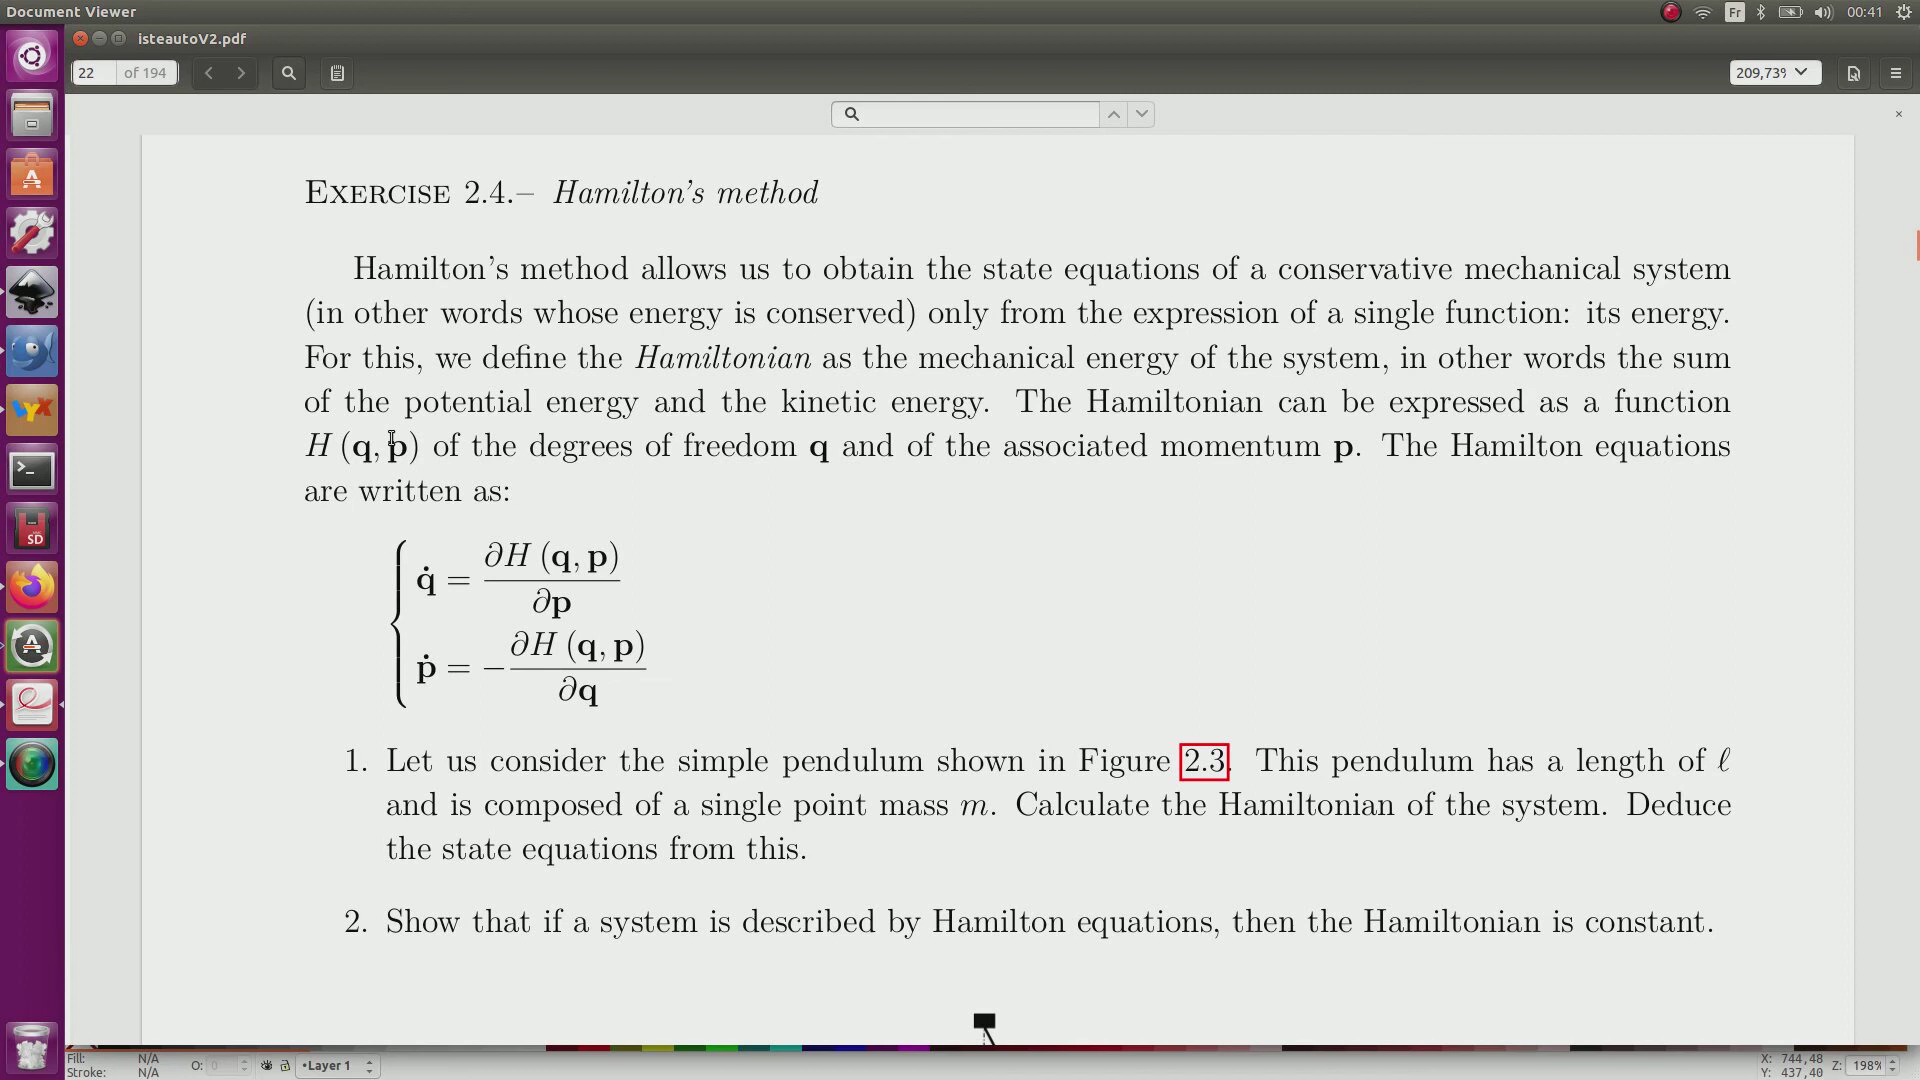 Document Viewer
Fr
00:41
isteautoV2.pdf
22 of 194
209,73%
EXERCISE 2.4.– Hamilton's method
Hamilton's method allows us to obtain the state equations of a conservative mechanical system
(in other words whose energy is conserved) only from the expression of a single function: its energy.
For this, we define the Hamiltonian as the mechanical energy of the system, in other words the sum
of the potential energy and the kinetic energy. The Hamiltonian can be expressed as a function
H (q, p) of the degrees of freedom q and of the associated momentum p. The Hamilton equations
are written as:
q̇ = ∂H (q, p) / ∂p
ṗ = − ∂H (q, p) / ∂q
1. Let us consider the simple pendulum shown in Figure 2.3. This pendulum has a length of ℓ
and is composed of a single point mass m. Calculate the Hamiltonian of the system. Deduce
the state equations from this.
2. Show that if a system is described by Hamilton equations, then the Hamiltonian is constant.
LYX
SD
Fill: N/A
Stroke: N/A
O: 0
•Layer 1
X: 744,48
Y: 437,40
Z: 198%